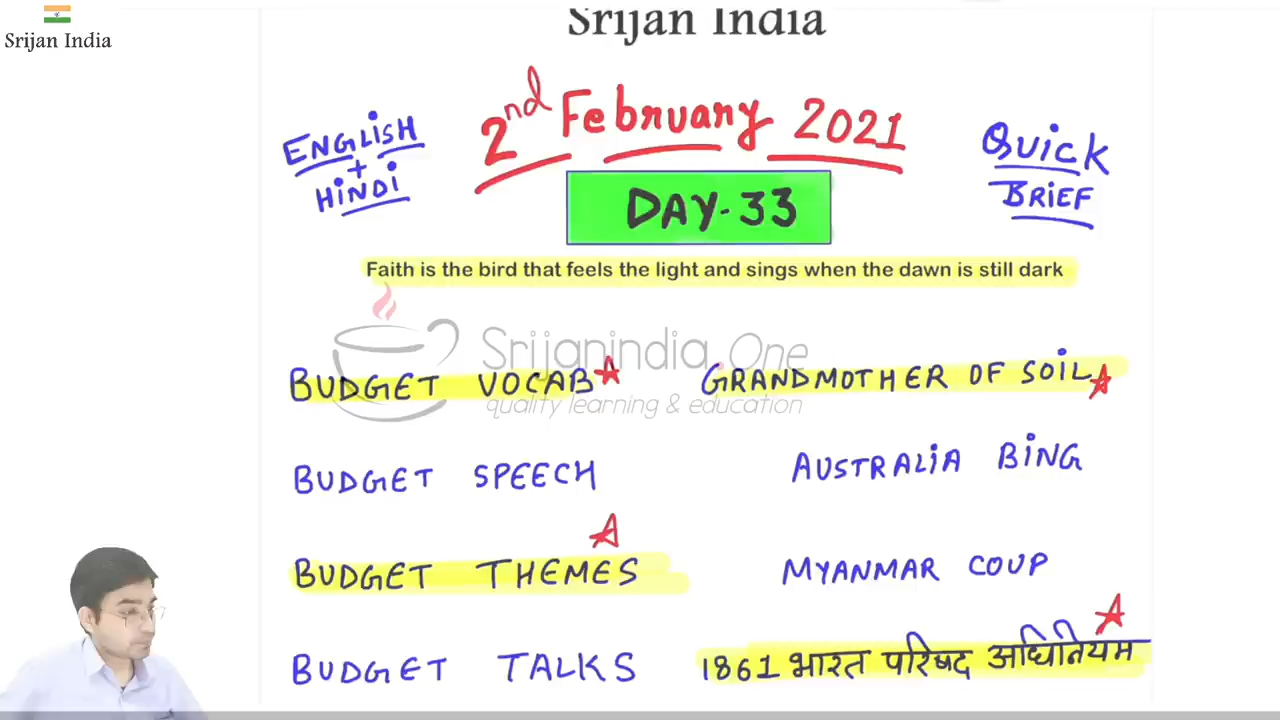 Srijan India
Srijan India
2nd February 2021
ENGLISH
+
HINDI
QUICK
BRIEF
DAY-33
Faith is the bird that feels the light and sings when the dawn is still dark
Srijanindia.One
quality learning & education
BUDGET VOCAB
GRANDMOTHER OF SOIL
BUDGET SPEECH
AUSTRALIA BING
BUDGET THEMES
MYANMAR COUP
BUDGET TALKS
1861 भारत परिषद अधिनियम